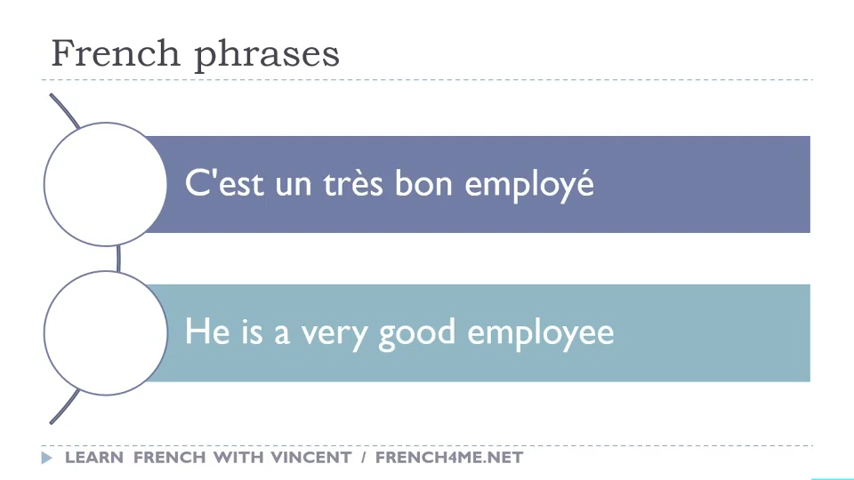 French phrases
C'est un très bon employé
He is a very good employee
LEARN FRENCH WITH VINCENT / FRENCH4ME.NET